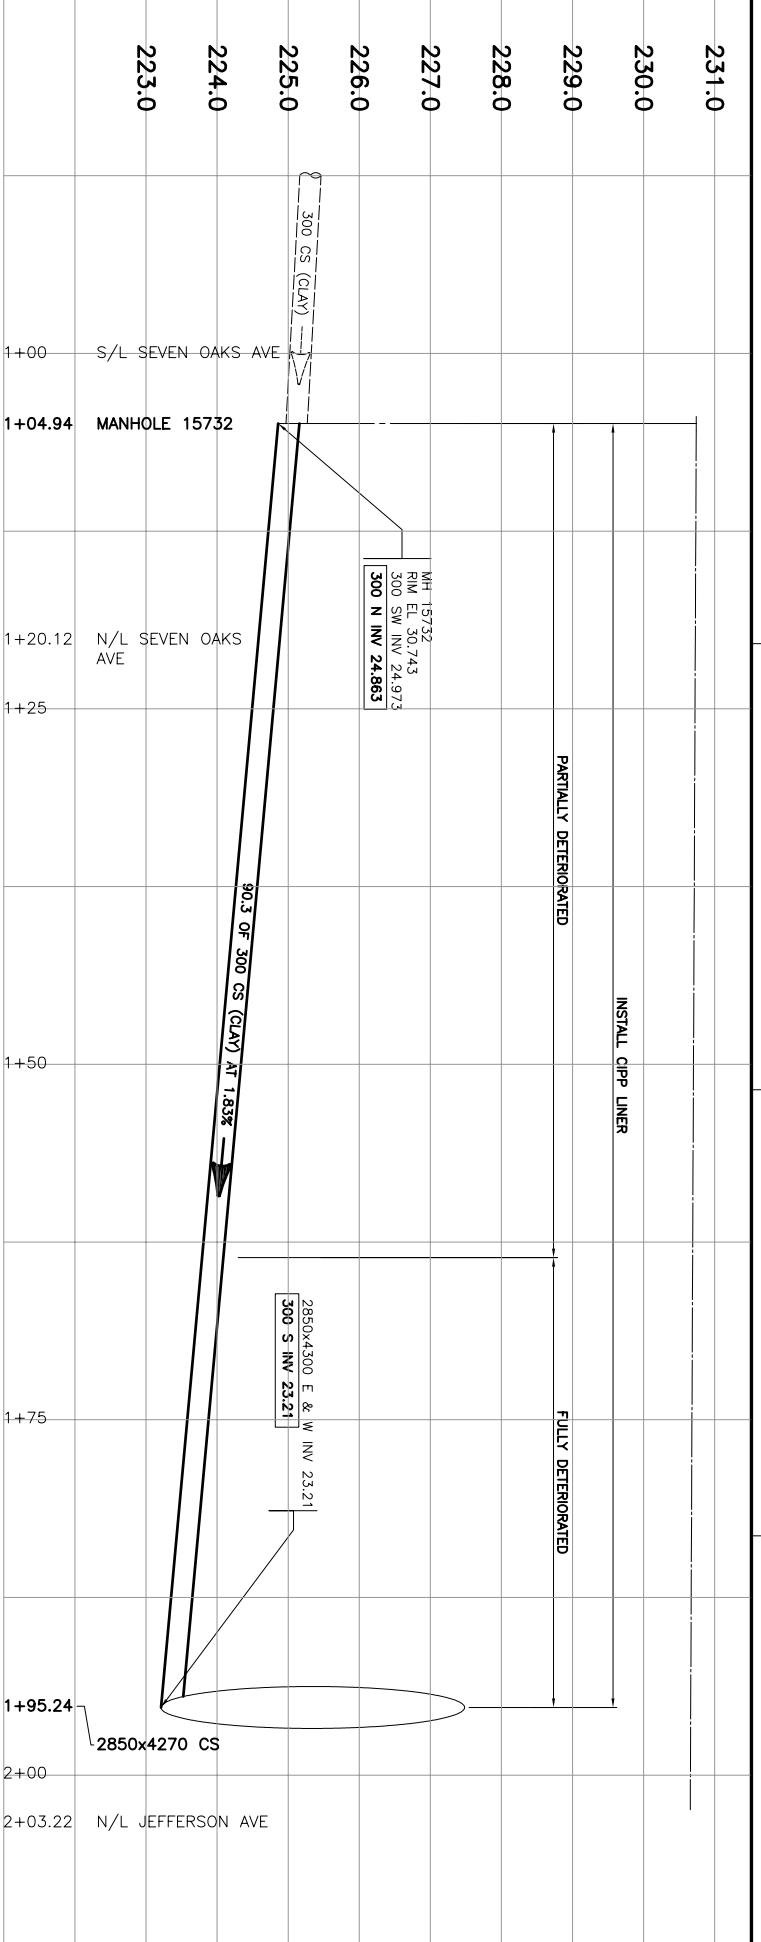 231.0
230.0
229.0
228.0
227.0
226.0
225.0
224.0
223.0
300 CS (CLAY)
1+00 S/L SEVEN OAKS AVE
1+04.94 MANHOLE 15732
MH 15732
RIM EL 30.743
300 SW INV 24.973
300 N INV 24.863
1+20.12 N/L SEVEN OAKS
AVE
1+25
PARTIALLY DETERIORATED
INSTALL CIPP LINER
90.3 OF 300 CS (CLAY) AT 1.83%
1+50
2850x4300 E & W INV 23.21
300 S INV 23.21
1+75
FULLY DETERIORATED
1+95.24
2850x4270 CS
2+00
2+03.22 N/L JEFFERSON AVE